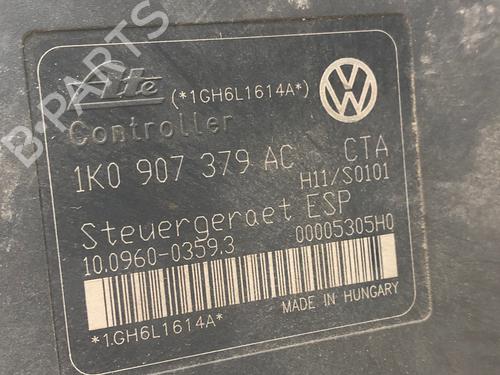 Ate (*1GH6L1614A*)
Controller
1K0 907 379 AC CTA
H11/S0101
Steuergeraet ESP
10.0960-0359.3 00005305H0
*1GH6L1614A* MADE IN HUNGARY
B-PARTS